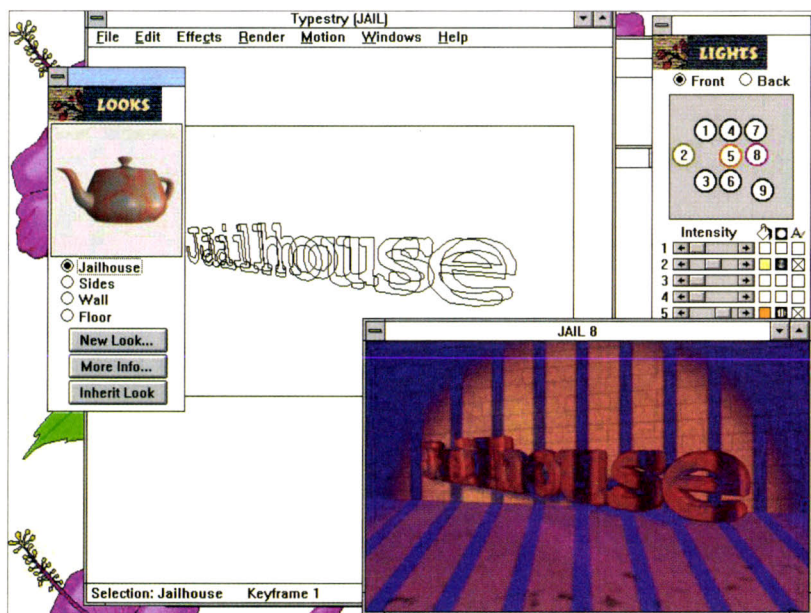 Typestry (JAIL)
File Edit Effects Render Motion Windows Help
LOOKS
Jailhouse
Jailhouse
Sides
Wall
Floor
New Look...
More Info...
Inherit Look
Selection: Jailhouse Keyframe 1
LIGHTS
Front Back
1 4 7
2 5 8
3 6 9
Intensity
1
2
3
4
5
JAIL 8
Jailhouse